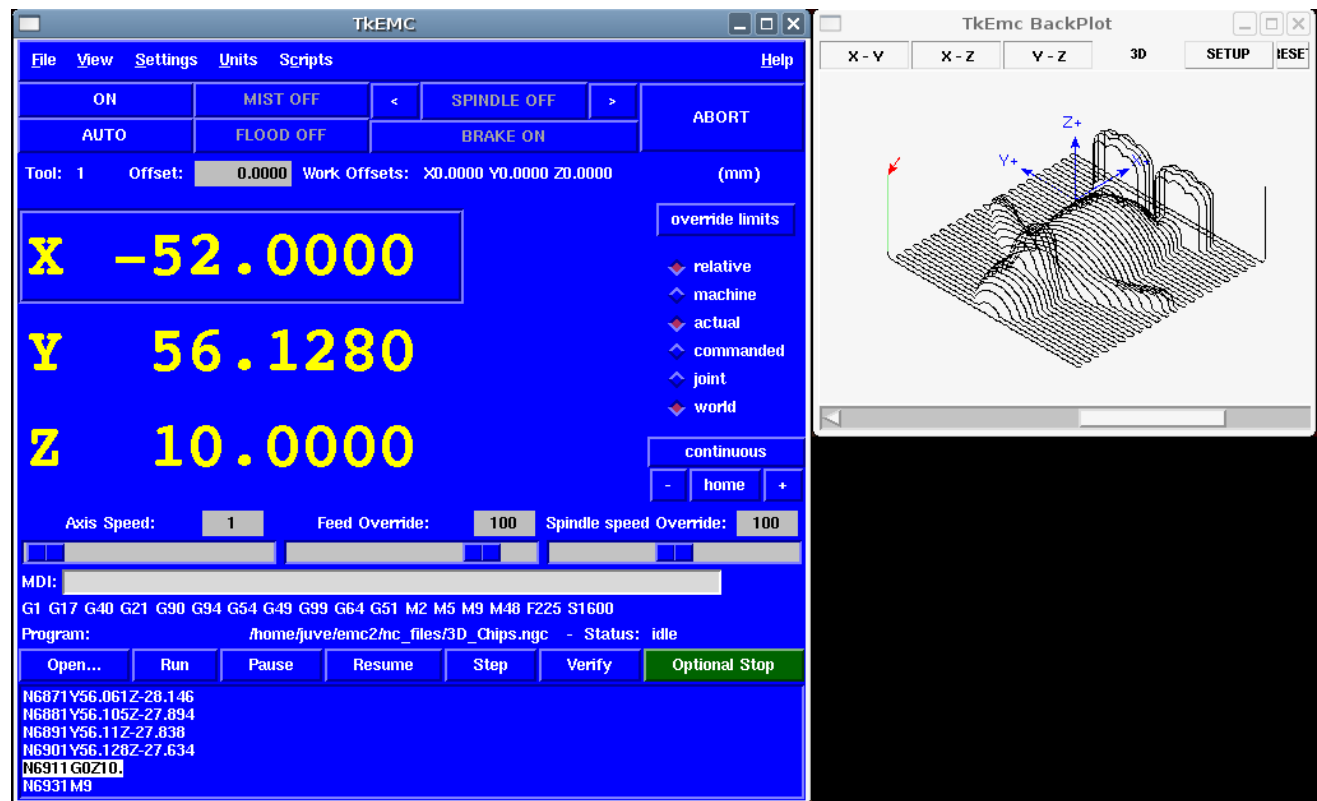 TkEMC
File View Settings Units Scripts Help
ON MIST OFF < SPINDLE OFF > ABORT
AUTO FLOOD OFF BRAKE ON
Tool: 1 Offset: 0.0000 Work Offsets: X0.0000 Y0.0000 Z0.0000 (mm)
override limits
X -52.0000
relative
machine
Y 56.1280
actual
commanded
joint
world
Z 10.0000
continuous
- home +
Axis Speed: 1 Feed Override: 100 Spindle speed Override: 100
MDI:
G1 G17 G40 G21 G90 G94 G54 G49 G99 G64 G51 M2 M5 M9 M48 F225 S1600
Program: /home/juve/emc2/nc_files/3D_Chips.ngc - Status: idle
Open... Run Pause Resume Step Verify Optional Stop
N6871Y56.061Z-28.146
N6881Y56.105Z-27.894
N6891Y56.11Z-27.838
N6901Y56.128Z-27.634
N6911G0Z10.
N6931M9
TkEmc BackPlot
X - Y X - Z Y - Z 3D SETUP
Z+
Y+ X+